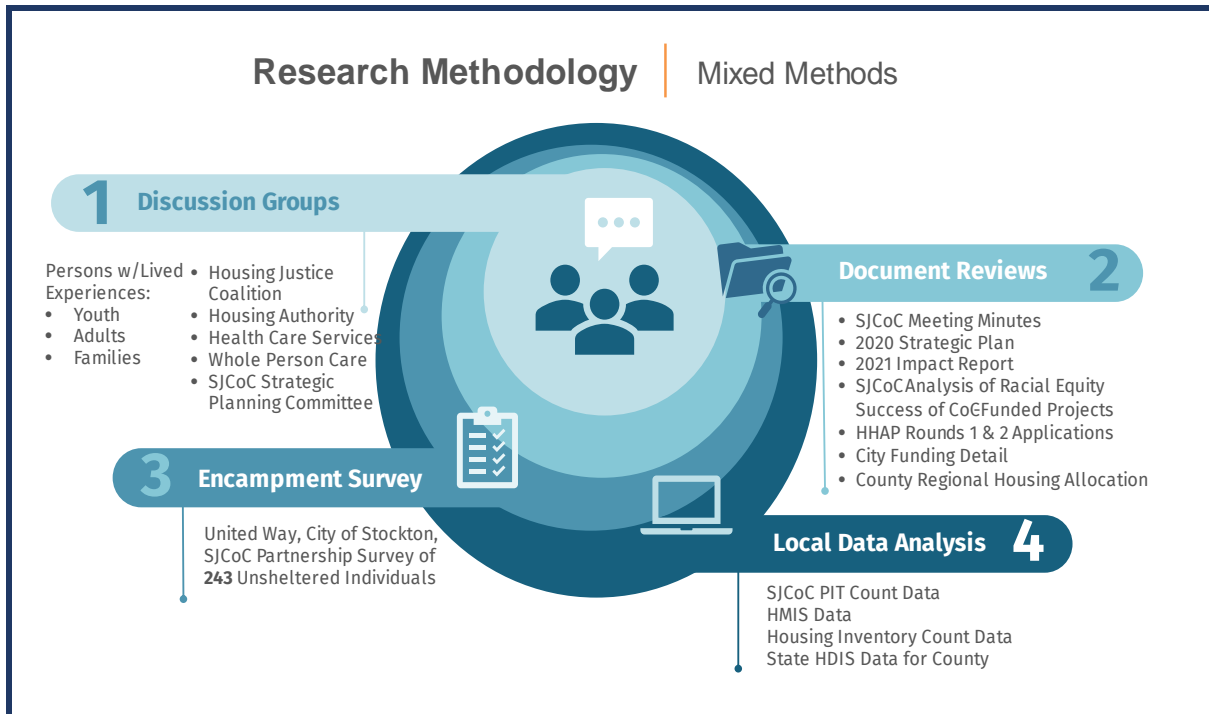 Research Methodology
Mixed Methods
1
Discussion Groups
Persons w/Lived
Experiences:
• Youth
• Adults
• Families
• Housing Justice
Coalition
• Housing Authority
• Health Care Services
• Whole Person Care
• SJCoC Strategic
Planning Committee
Document Reviews
2
• SJCoC Meeting Minutes
• 2020 Strategic Plan
• 2021 Impact Report
• SJCoC Analysis of Racial Equity
Success of CoC-Funded Projects
• HHAP Rounds 1 & 2 Applications
• City Funding Detail
• County Regional Housing Allocation
3
Encampment Survey
United Way, City of Stockton,
SJCoC Partnership Survey of
243 Unsheltered Individuals
Local Data Analysis
4
SJCoC PIT Count Data
HMIS Data
Housing Inventory Count Data
State HDIS Data for County